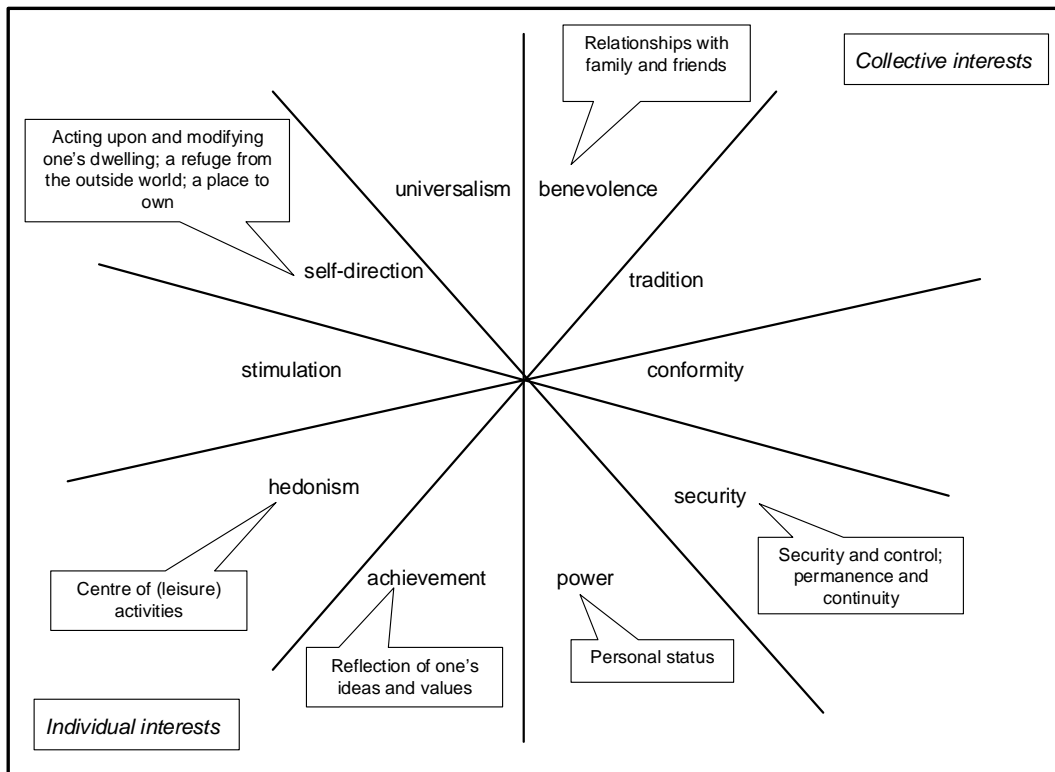 Relationships with
family and friends
Collective interests
Acting upon and modifying
one's dwelling; a refuge from
the outside world; a place to
own
universalism
benevolence
self-direction
tradition
stimulation
conformity
hedonism
security
Centre of (leisure)
activities
achievement
power
Security and control;
permanence and
continuity
Reflection of one's
ideas and values
Personal status
Individual interests